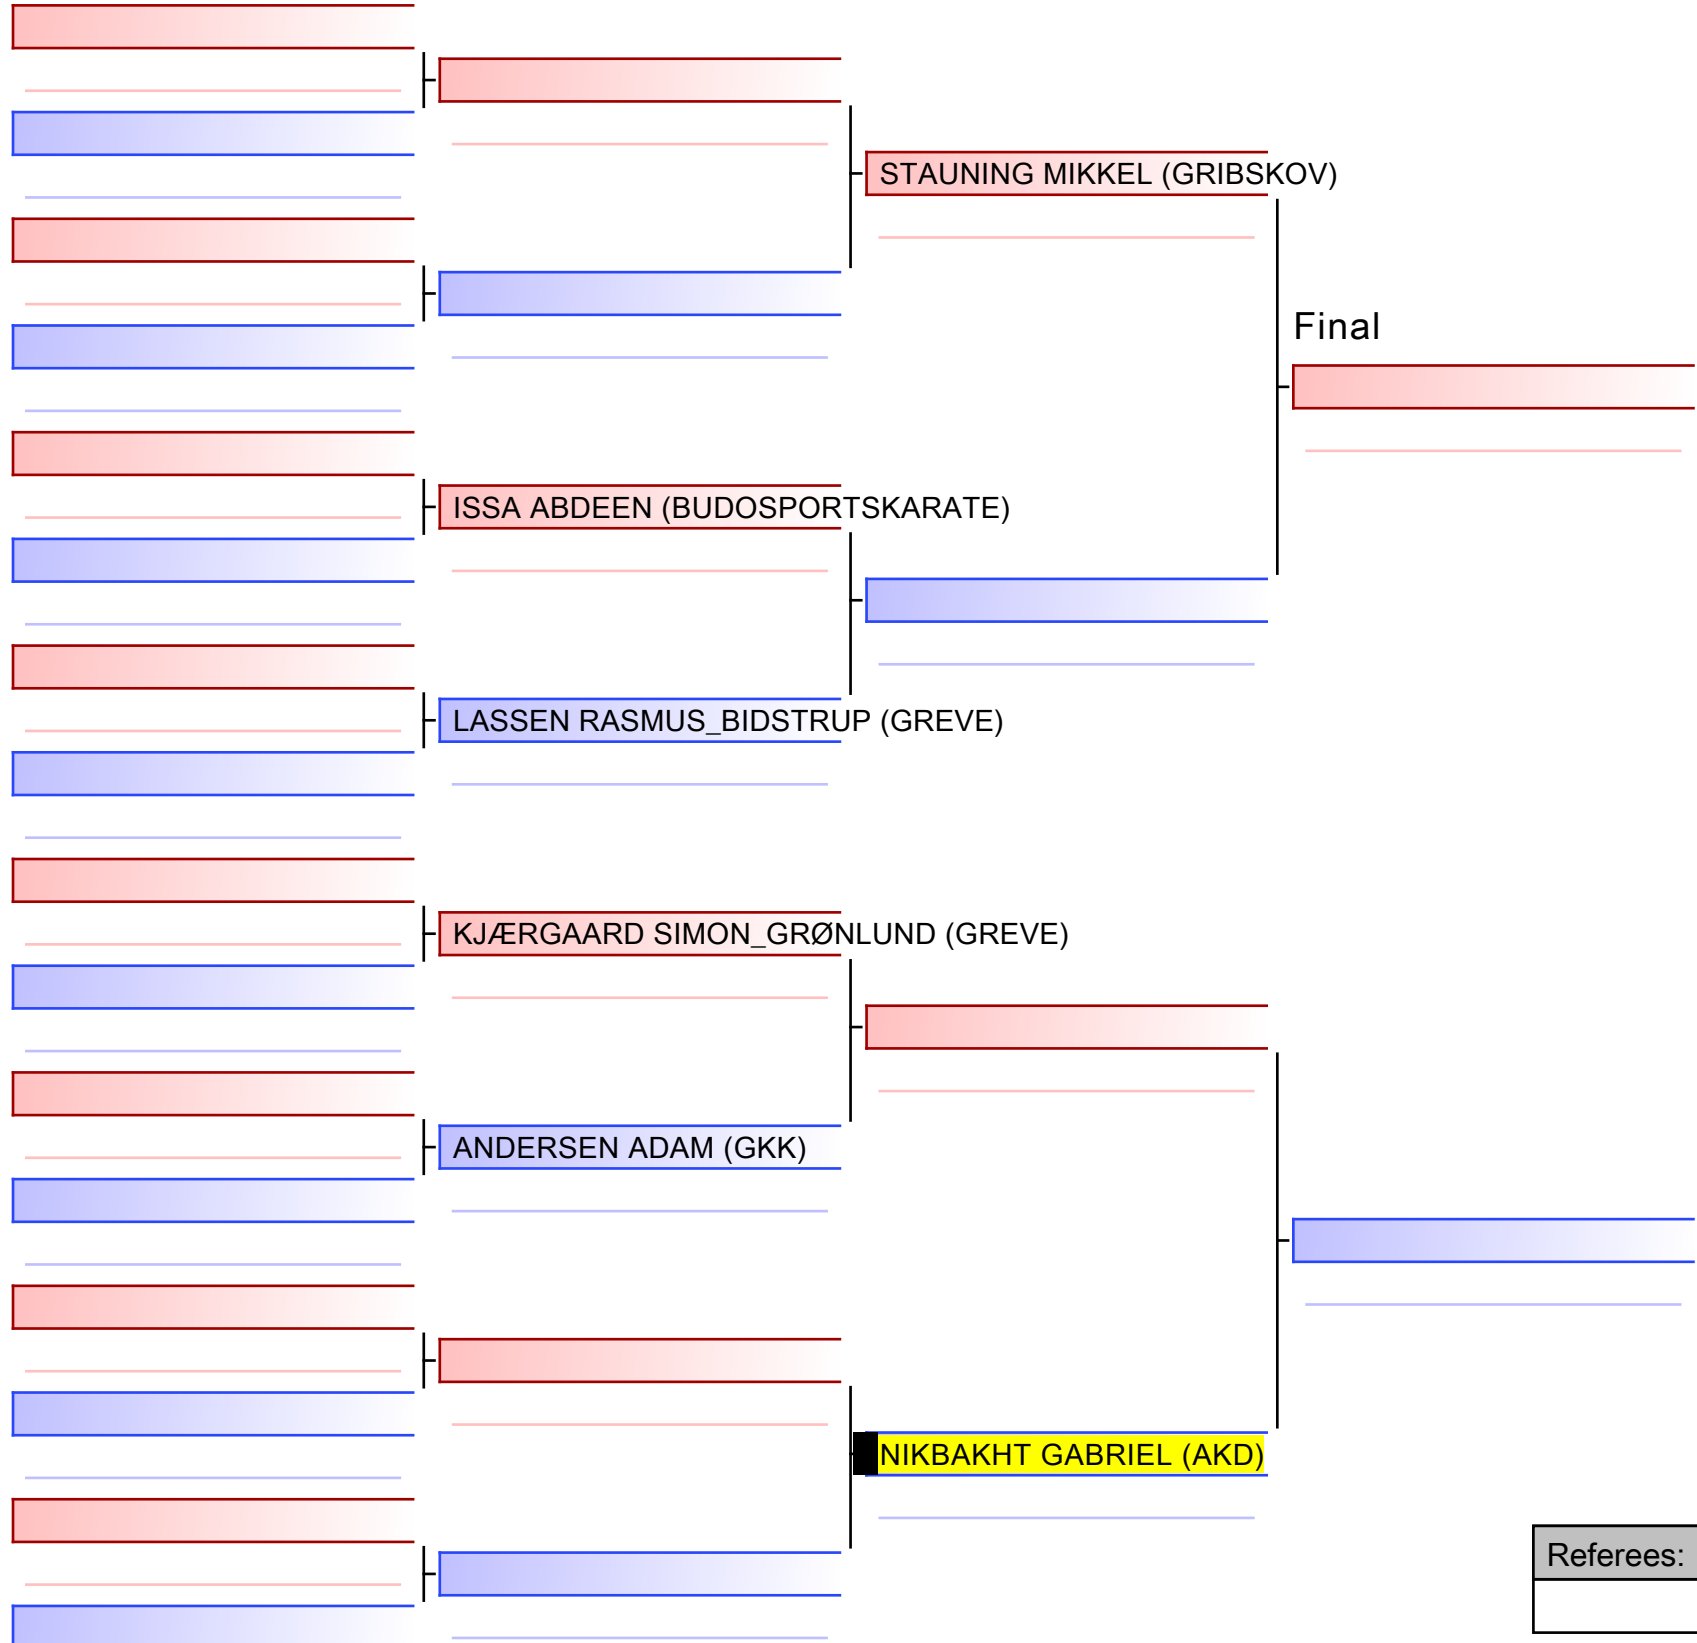 STAUNING MIKKEL (GRIBSKOV)
Final
ISSA ABDEEN (BUDOSPORTSKARATE)
LASSEN RASMUS_BIDSTRUP (GREVE)
KJÆRGAARD SIMON_GRØNLUND (GREVE)
ANDERSEN ADAM (GKK)
NIKBAKHT GABRIEL (AKD)
Referees: